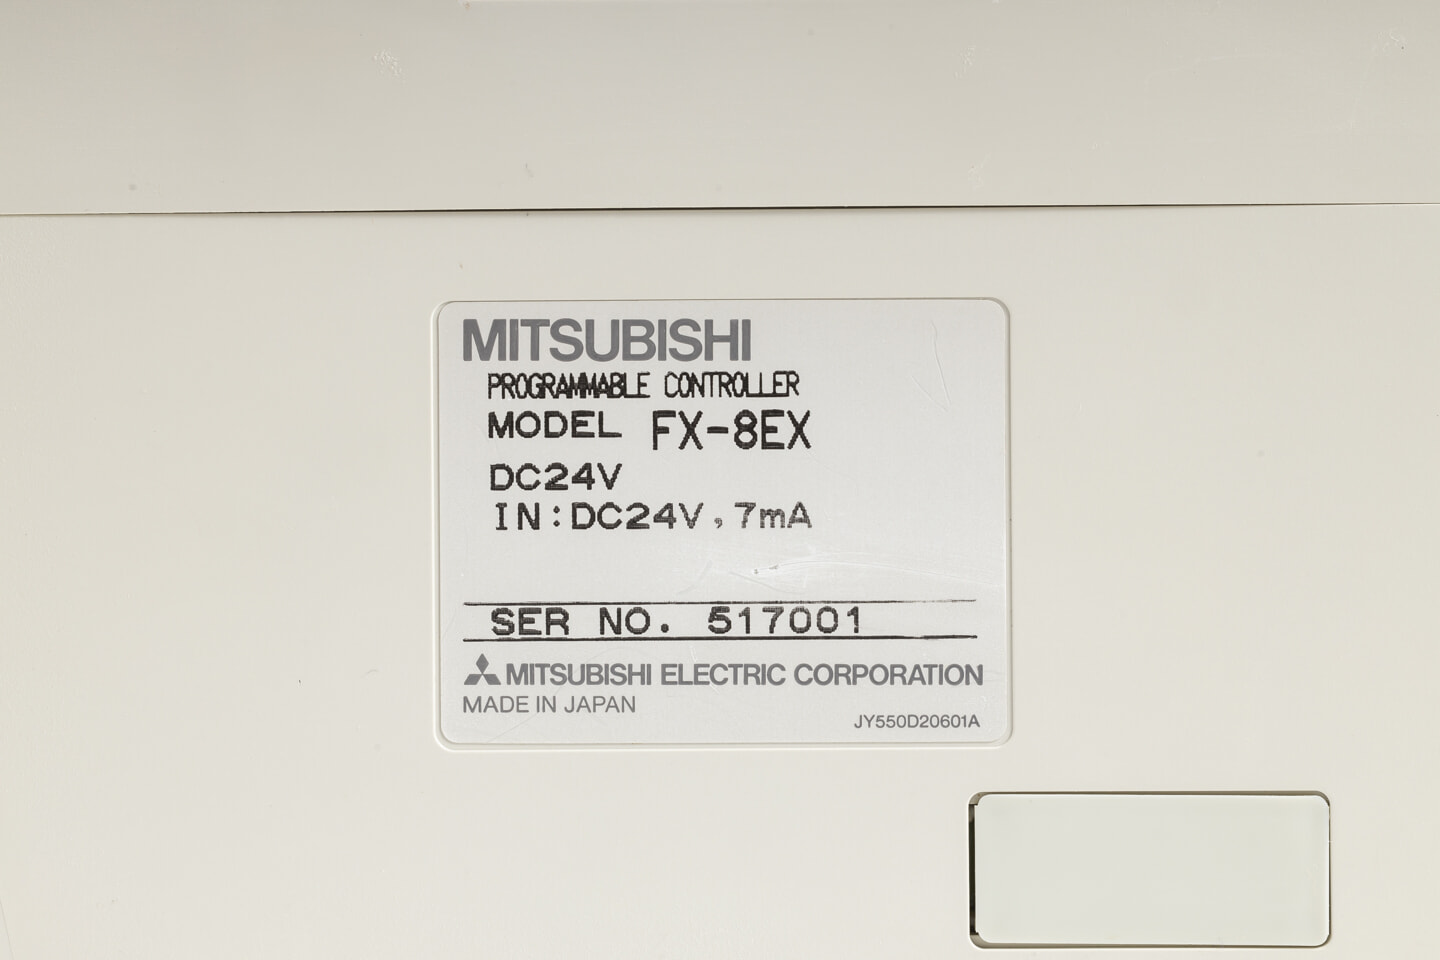 MITSUBISHI
PROGRAMMABLE CONTROLLER
MODEL FX-8EX
DC24V
IN:DC24V,7mA
SER NO. 517001
MITSUBISHI ELECTRIC CORPORATION
MADE IN JAPAN
JY550D20601A